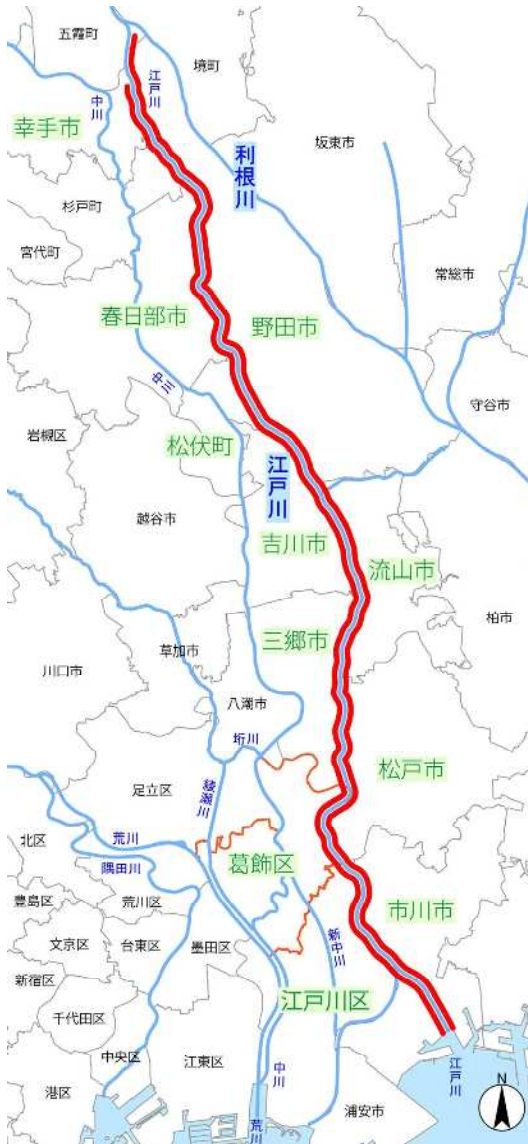 五霞町
江戸川
境町
中川
幸手市
利根川
坂東市
杉戸町
宮代町
常総市
春日部市
野田市
中川
守谷市
岩槻区
松伏町
江戸川
越谷市
吉川市
流山市
柏市
三郷市
草加市
川口市
八潮市
垳川
松戸市
足立区
綾瀬川
荒川
北区
隅田川
葛飾区
豊島区
荒川区
市川市
文京区
台東区
墨田区
新中川
新宿区
江戸川区
千代田区
中央区
江東区
中川
江戸川
N
港区
荒川
浦安市